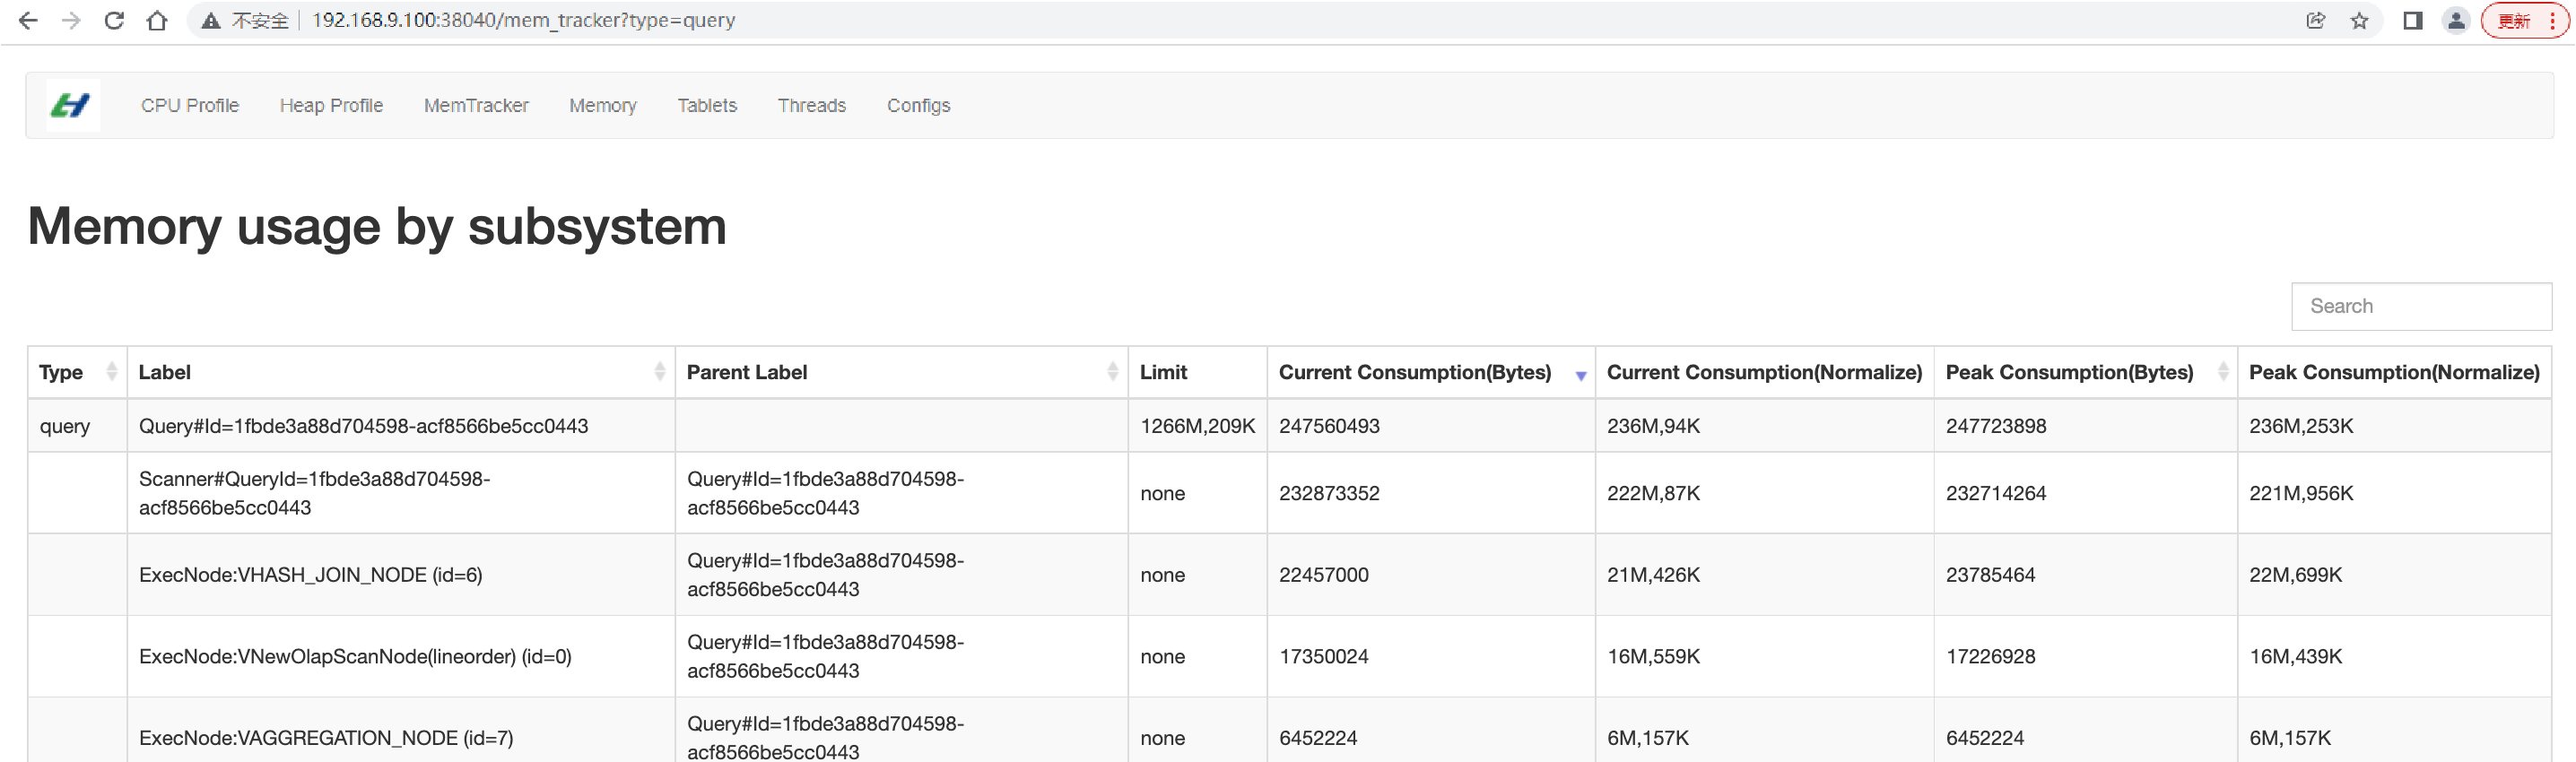 不安全 | 192.168.9.100:38040/mem_tracker?type=query 更新
CPU Profile Heap Profile MemTracker Memory Tablets Threads Configs
Memory usage by subsystem
Search
Type Label Parent Label Limit Current Consumption(Bytes) Current Consumption(Normalize) Peak Consumption(Bytes) Peak Consumption(Normalize)
query Query#Id=1fbde3a88d704598-acf8566be5cc0443 1266M,209K 247560493 236M,94K 247723898 236M,253K
Scanner#QueryId=1fbde3a88d704598- Query#Id=1fbde3a88d704598-
acf8566be5cc0443 acf8566be5cc0443 none 232873352 222M,87K 232714264 221M,956K
ExecNode:VHASH_JOIN_NODE (id=6) Query#Id=1fbde3a88d704598-
acf8566be5cc0443 none 22457000 21M,426K 23785464 22M,699K
ExecNode:VNewOlapScanNode(lineorder) (id=0) Query#Id=1fbde3a88d704598-
acf8566be5cc0443 none 17350024 16M,559K 17226928 16M,439K
ExecNode:VAGGREGATION_NODE (id=7) Query#Id=1fbde3a88d704598-
acf8566be5cc0443 none 6452224 6M,157K 6452224 6M,157K